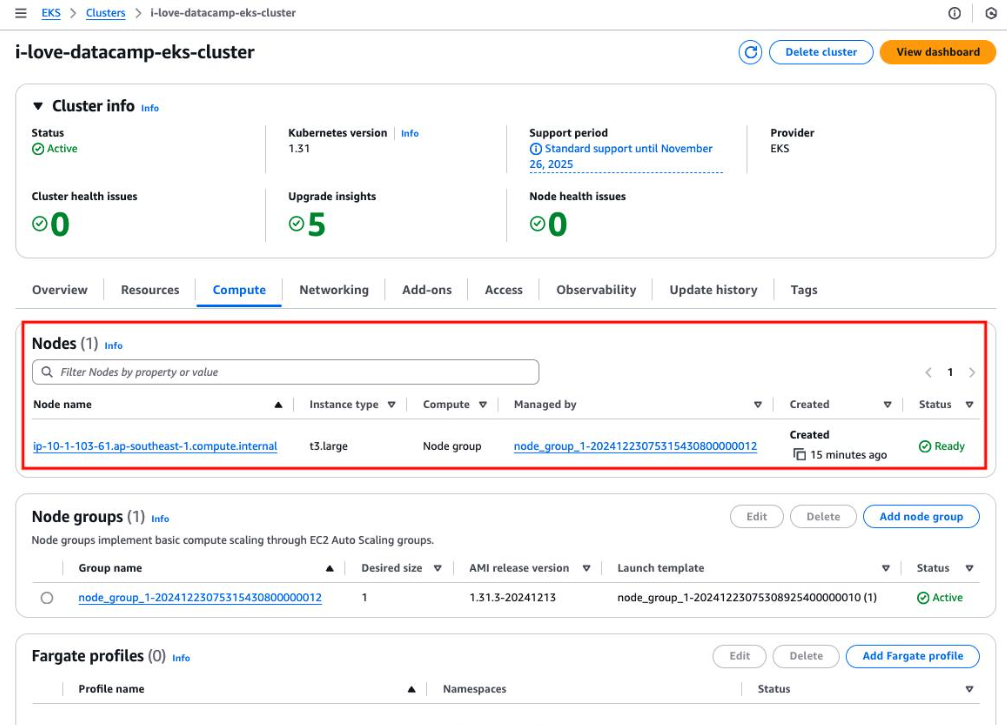 EKS > Clusters > i-love-datacamp-eks-cluster
i-love-datacamp-eks-cluster
Delete cluster
View dashboard
Cluster info Info
Status
Active
Kubernetes version Info
1.31
Support period
Standard support until November
26, 2025
Provider
EKS
Cluster health issues
0
Upgrade insights
5
Node health issues
0
Overview Resources Compute Networking Add-ons Access Observability Update history Tags
Nodes (1) Info
Filter Nodes by property or value
< 1 >
Node name Instance type Compute Managed by Created Status
ip-10-1-103-61.ap-southeast-1.compute.internal t3.large Node group node_group_1-20241223075315430800000012 Created
15 minutes ago
Ready
Node groups (1) Info
Edit Delete Add node group
Node groups implement basic compute scaling through EC2 Auto Scaling groups.
Group name Desired size AMI release version Launch template Status
node_group_1-20241223075315430800000012 1 1.31.3-20241213 node_group_1-20241223075308925400000010 (1) Active
Fargate profiles (0) Info
Edit Delete Add Fargate profile
Profile name Namespaces Status